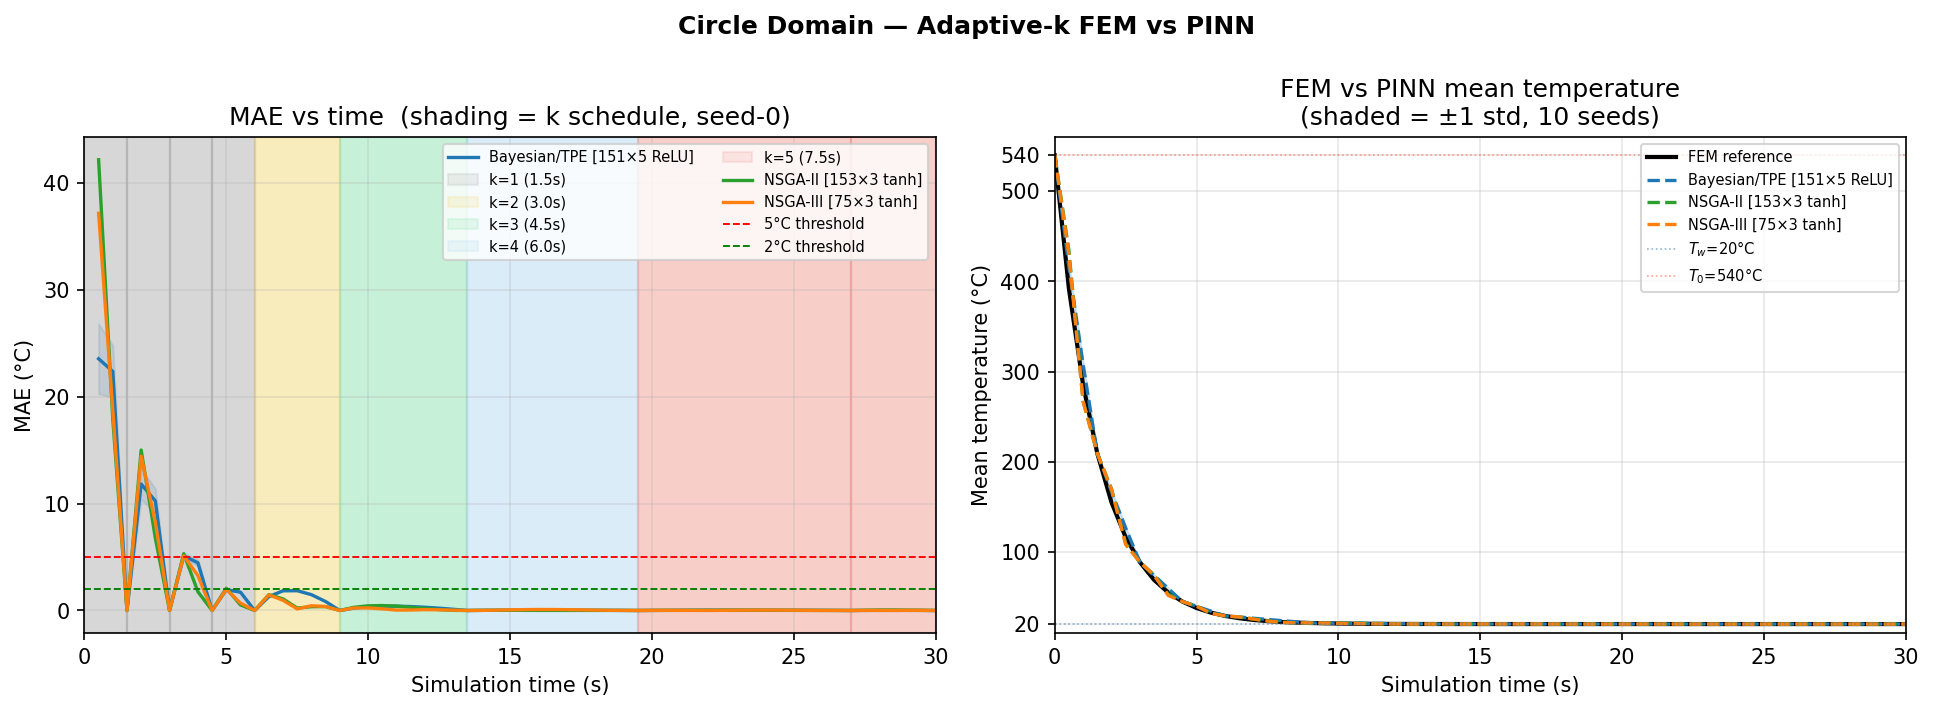 Circle Domain — Adaptive-k FEM vs PINN
MAE vs time  (shading = k schedule, seed-0)
MAE (°C)
40
30
20
10
0
Bayesian/TPE [151×5 ReLU]
k=1 (1.5s)
k=2 (3.0s)
k=3 (4.5s)
k=4 (6.0s)
k=5 (7.5s)
NSGA-II [153×3 tanh]
NSGA-III [75×3 tanh]
5°C threshold
2°C threshold
0 5 10 15 20 25 30
Simulation time (s)
FEM vs PINN mean temperature
(shaded = ±1 std, 10 seeds)
Mean temperature (°C)
540
500
400
300
200
100
20
FEM reference
Bayesian/TPE [151×5 ReLU]
NSGA-II [153×3 tanh]
NSGA-III [75×3 tanh]
T_w=20°C
T_0=540°C
0 5 10 15 20 25 30
Simulation time (s)